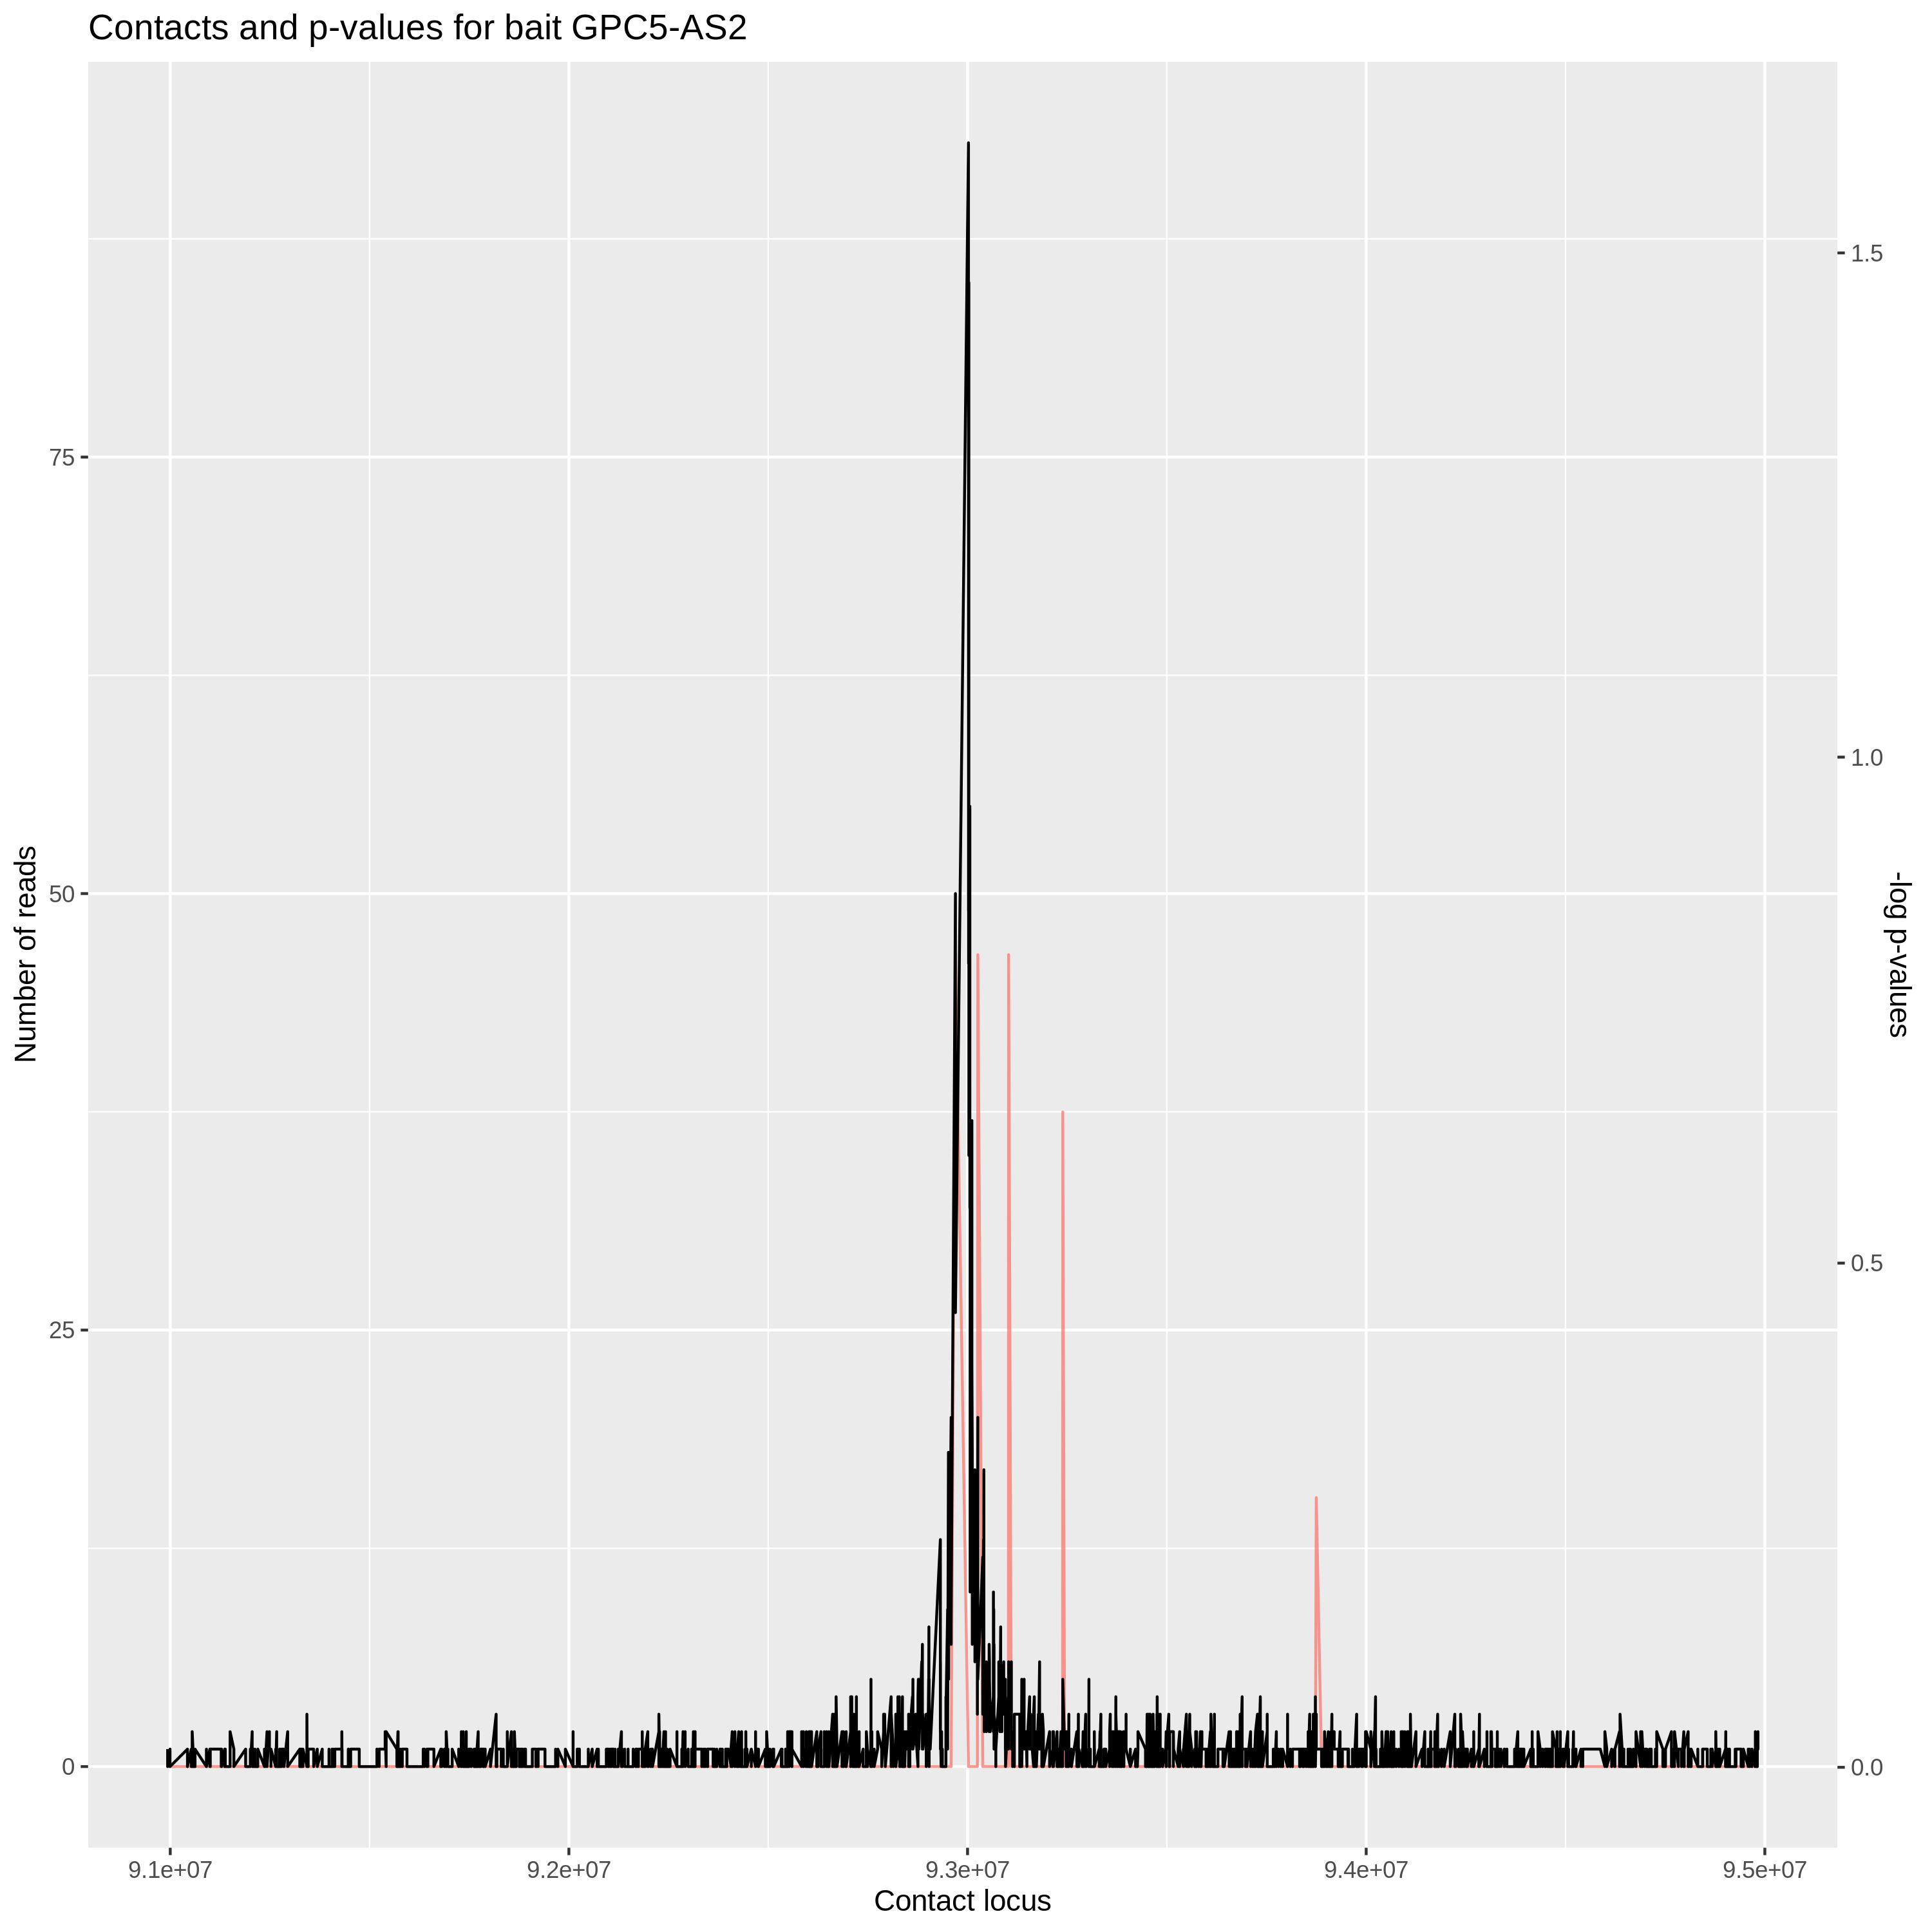 Contacts and p-values for bait GPC5-AS2
75
50
25
0
1.5
1.0
0.5
0.0
Number of reads
-log p-values
9.1e+07 9.2e+07 9.3e+07 9.4e+07 9.5e+07
Contact locus